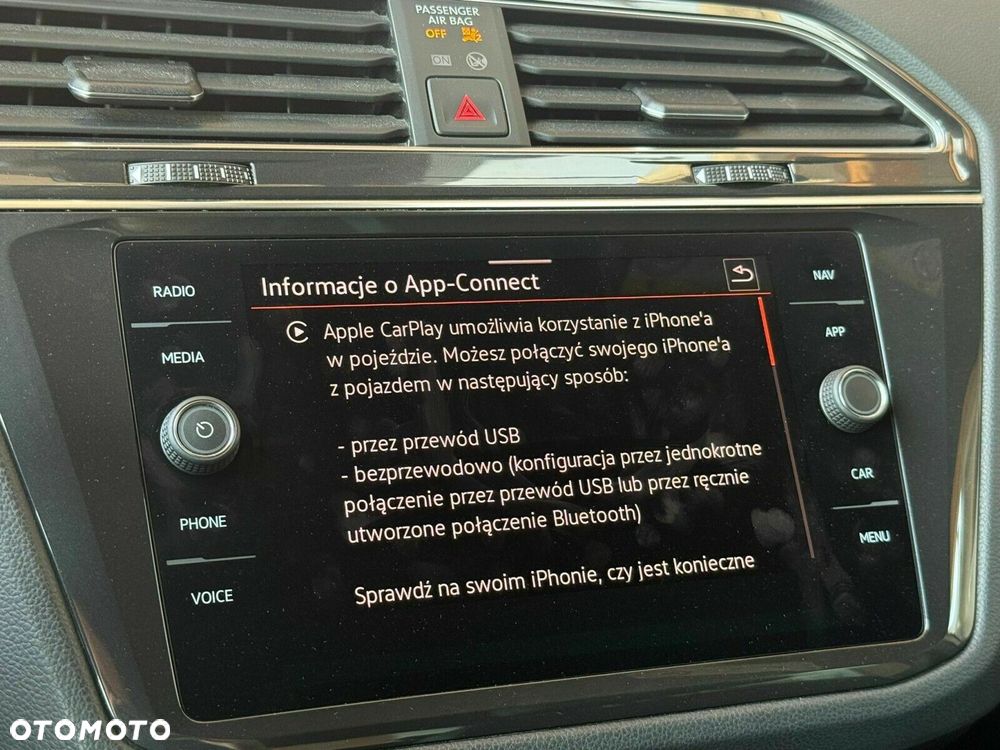 PASSENGER
AIR BAG
OFF
ON
RADIO
MEDIA
PHONE
VOICE
Informacje o App-Connect
Apple CarPlay umożliwia korzystanie z iPhone'a
w pojeździe. Możesz połączyć swojego iPhone'a
z pojazdem w następujący sposób:
- przez przewód USB
- bezprzewodowo (konfiguracja przez jednokrotne
połączenie przez przewód USB lub przez ręcznie
utworzone połączenie Bluetooth)
Sprawdź na swoim iPhonie, czy jest konieczne
NAV
APP
CAR
MENU
OTOMOTO